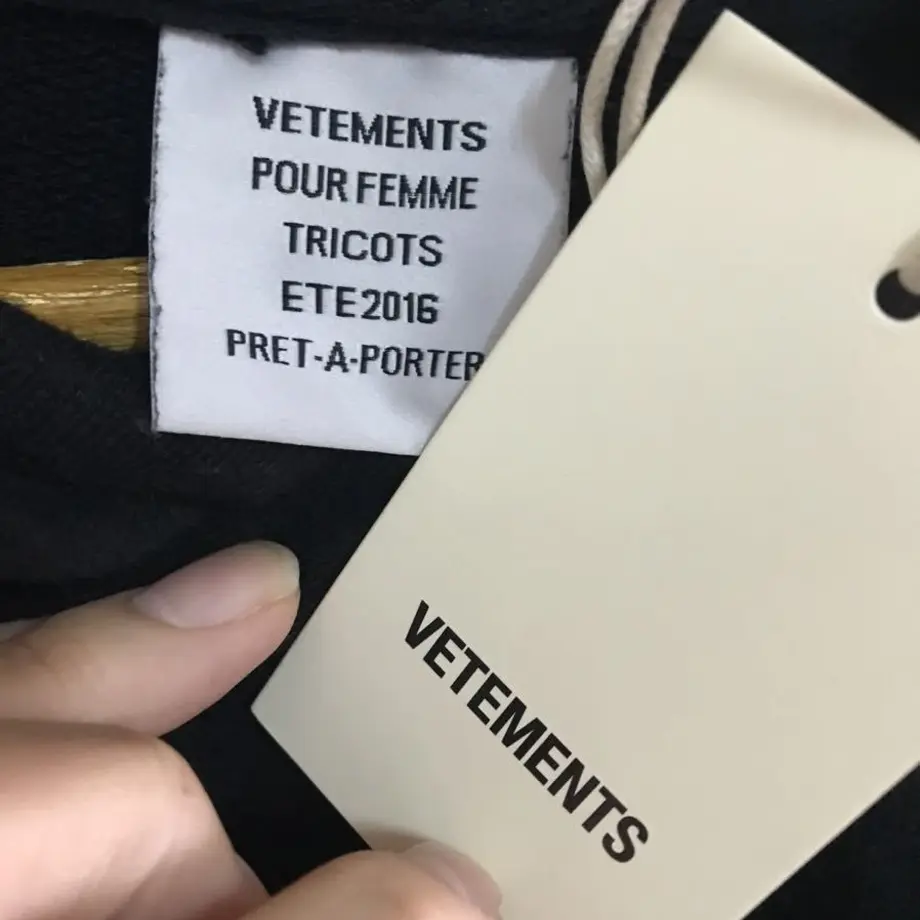 VETEMENTS
POUR FEMME
TRICOTS
ETE2016
PRET-A-PORTER
VETEMENTS